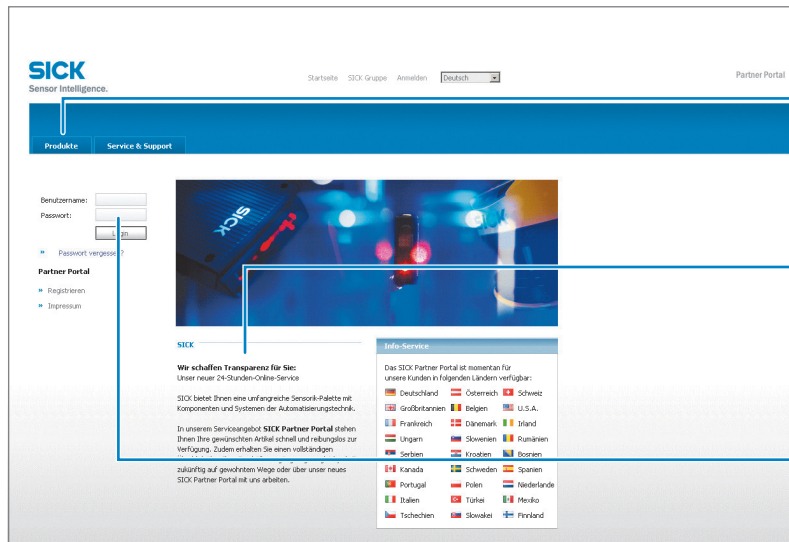 SICK
Sensor Intelligence.
Startseite SICK Gruppe Anmelden Deutsch
Partner Portal
Produkte Service & Support
Benutzername:
Passwort:
Login
» Passwort vergessen?
Partner Portal
» Registrieren
» Impressum
SICK
SICK
SICK
Wir schaffen Transparenz für Sie:
Unser neuer 24-Stunden-Online-Service
SICK bietet Ihnen eine umfangreiche Sensorik-Palette mit
Komponenten und Systemen der Automatisierungstechnik.
In unserem Serviceangebot SICK Partner Portal stehen
Ihnen Ihre gewünschten Artikel schnell und reibungslos zur
Verfügung. Zudem erhalten Sie einen vollständigen
zukünftig auf gewohntem Wege oder über unser neues
SICK Partner Portal mit uns arbeiten.
Info-Service
Das SICK Partner Portal ist momentan für
unsere Kunden in folgenden Ländern verfügbar:
Deutschland Österreich Schweiz
Großbritannien Belgien U.S.A.
Frankreich Dänemark Irland
Ungarn Slowenien Rumänien
Serbien Kroatien Bosnien
Kanada Schweden Spanien
Portugal Polen Niederlande
Italien Türkei Mexiko
Tschechien Slowakei Finnland